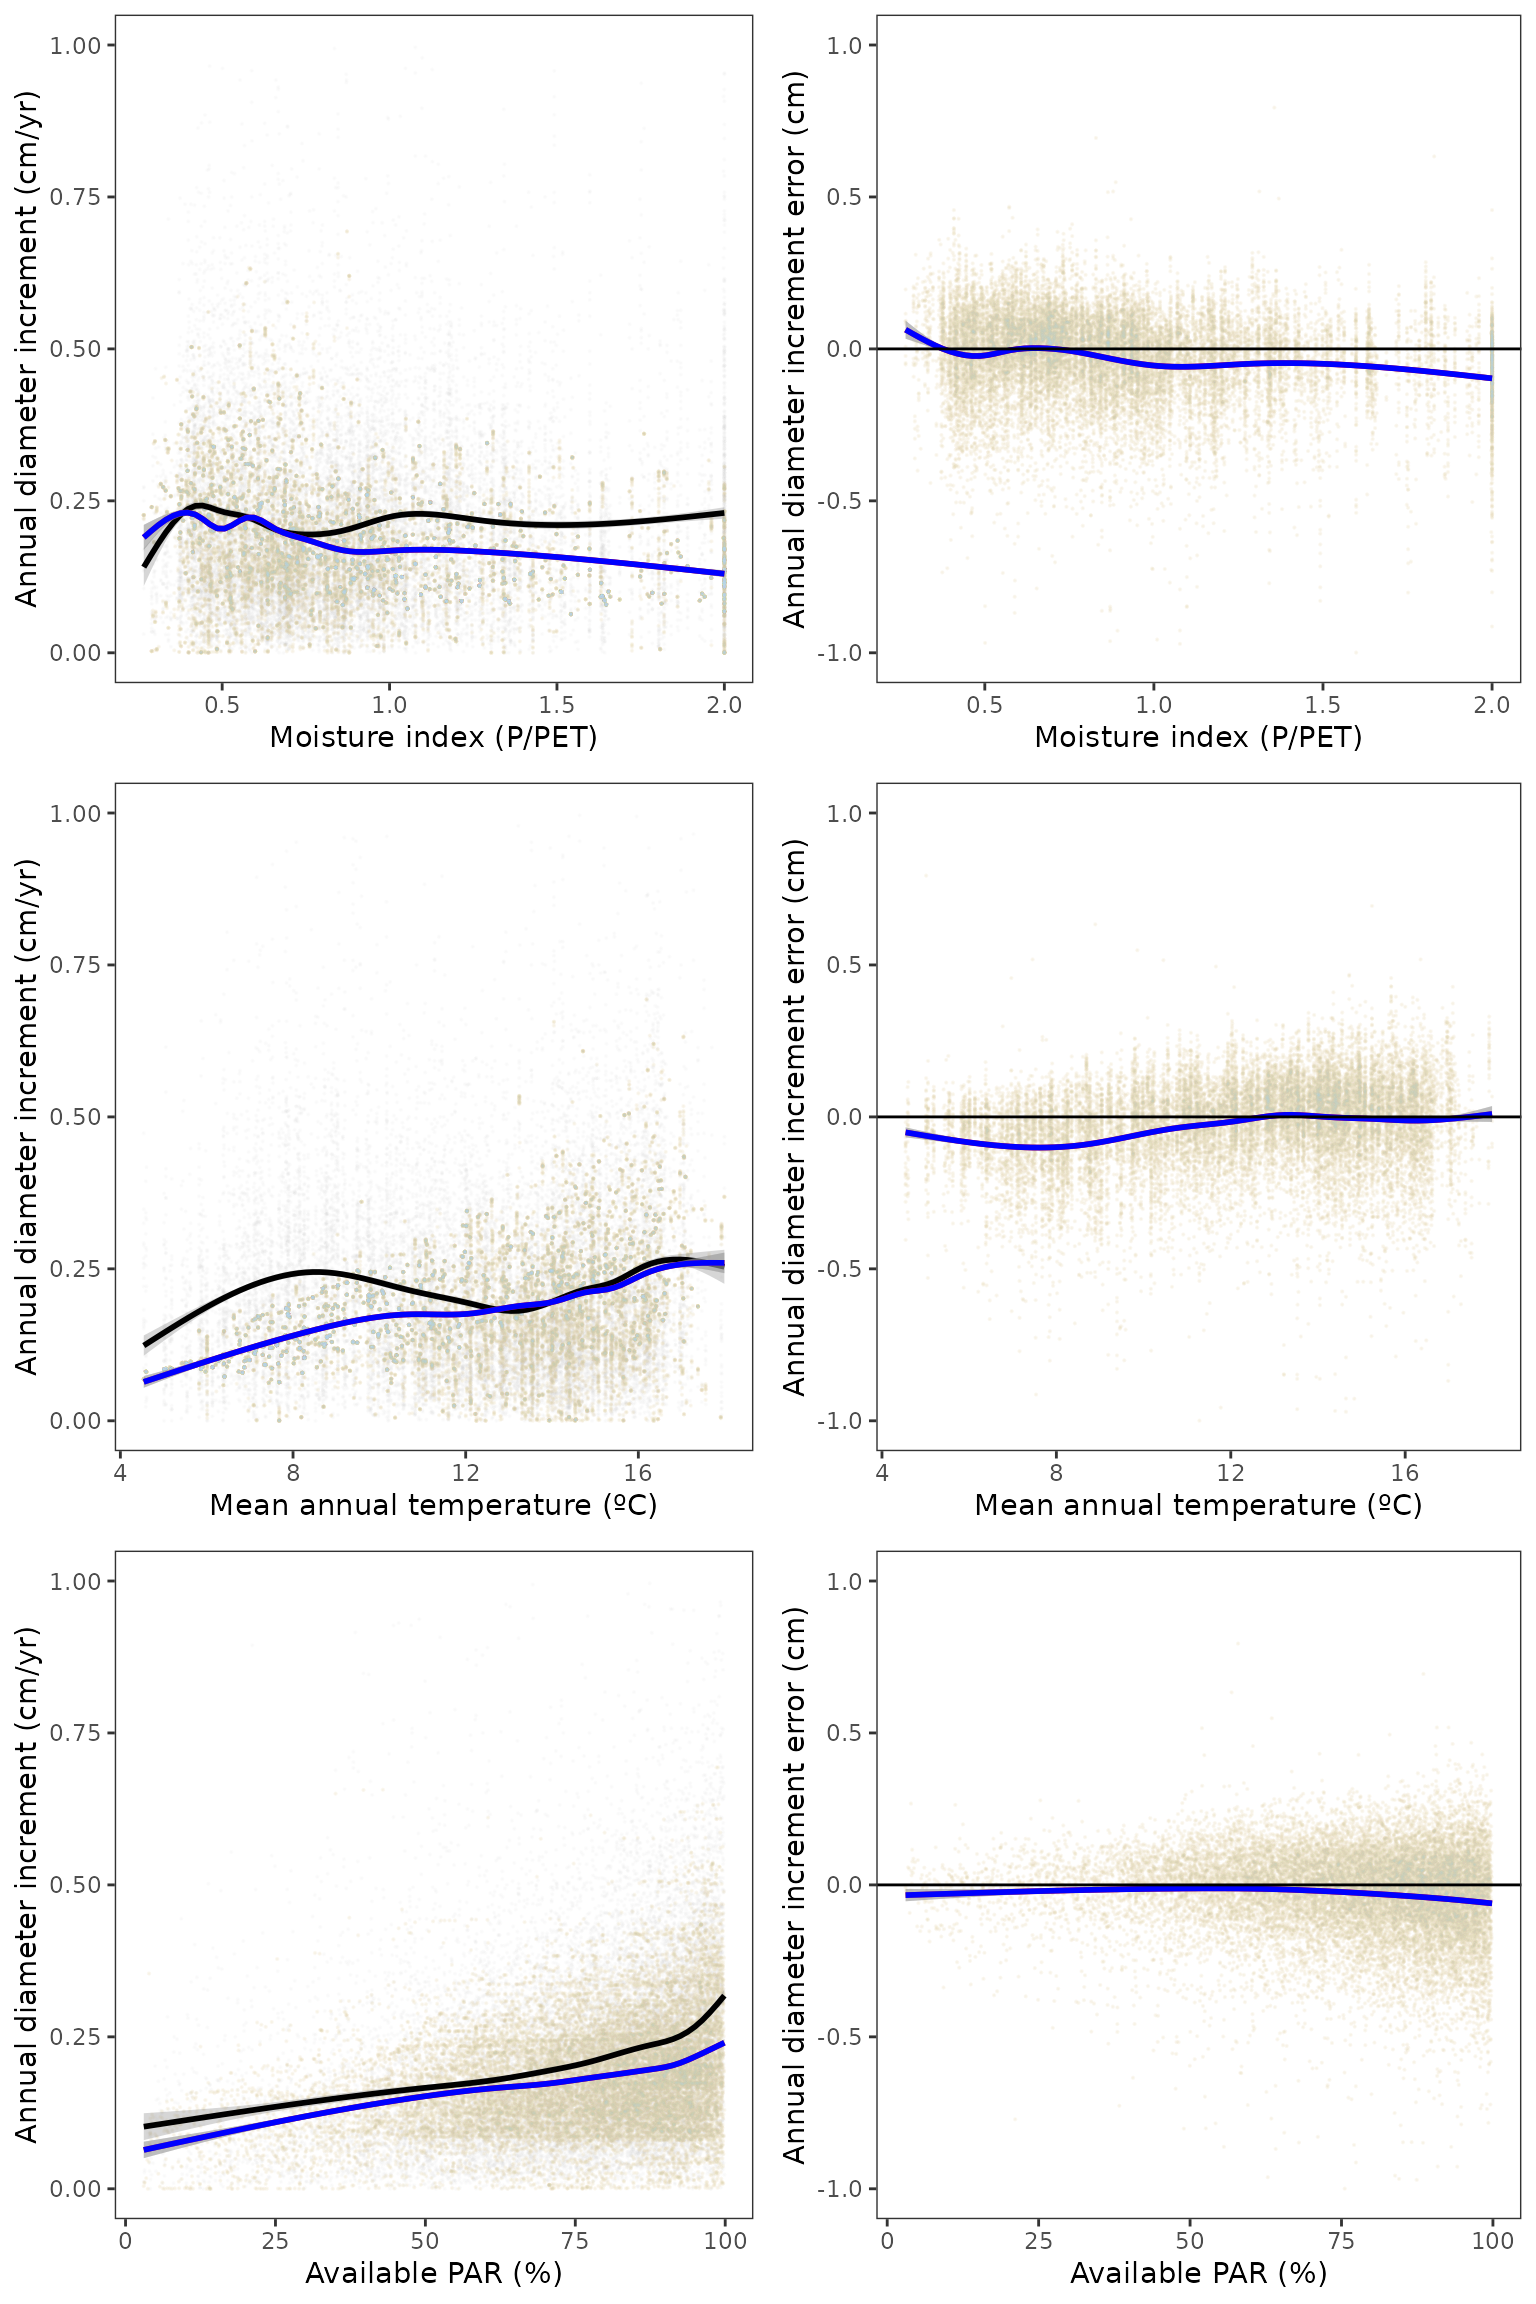 Annual diameter increment (cm/yr)
1.00
0.75
0.50
0.25
0.00
0.5 1.0 1.5 2.0
Moisture index (P/PET)
Annual diameter increment error (cm)
1.0
0.5
0.0
-0.5
-1.0
0.5 1.0 1.5 2.0
Moisture index (P/PET)
Annual diameter increment (cm/yr)
1.00
0.75
0.50
0.25
0.00
4 8 12 16
Mean annual temperature (ºC)
Annual diameter increment error (cm)
1.0
0.5
0.0
-0.5
-1.0
4 8 12 16
Mean annual temperature (ºC)
Annual diameter increment (cm/yr)
1.00
0.75
0.50
0.25
0.00
0 25 50 75 100
Available PAR (%)
Annual diameter increment error (cm)
1.0
0.5
0.0
-0.5
-1.0
0 25 50 75 100
Available PAR (%)